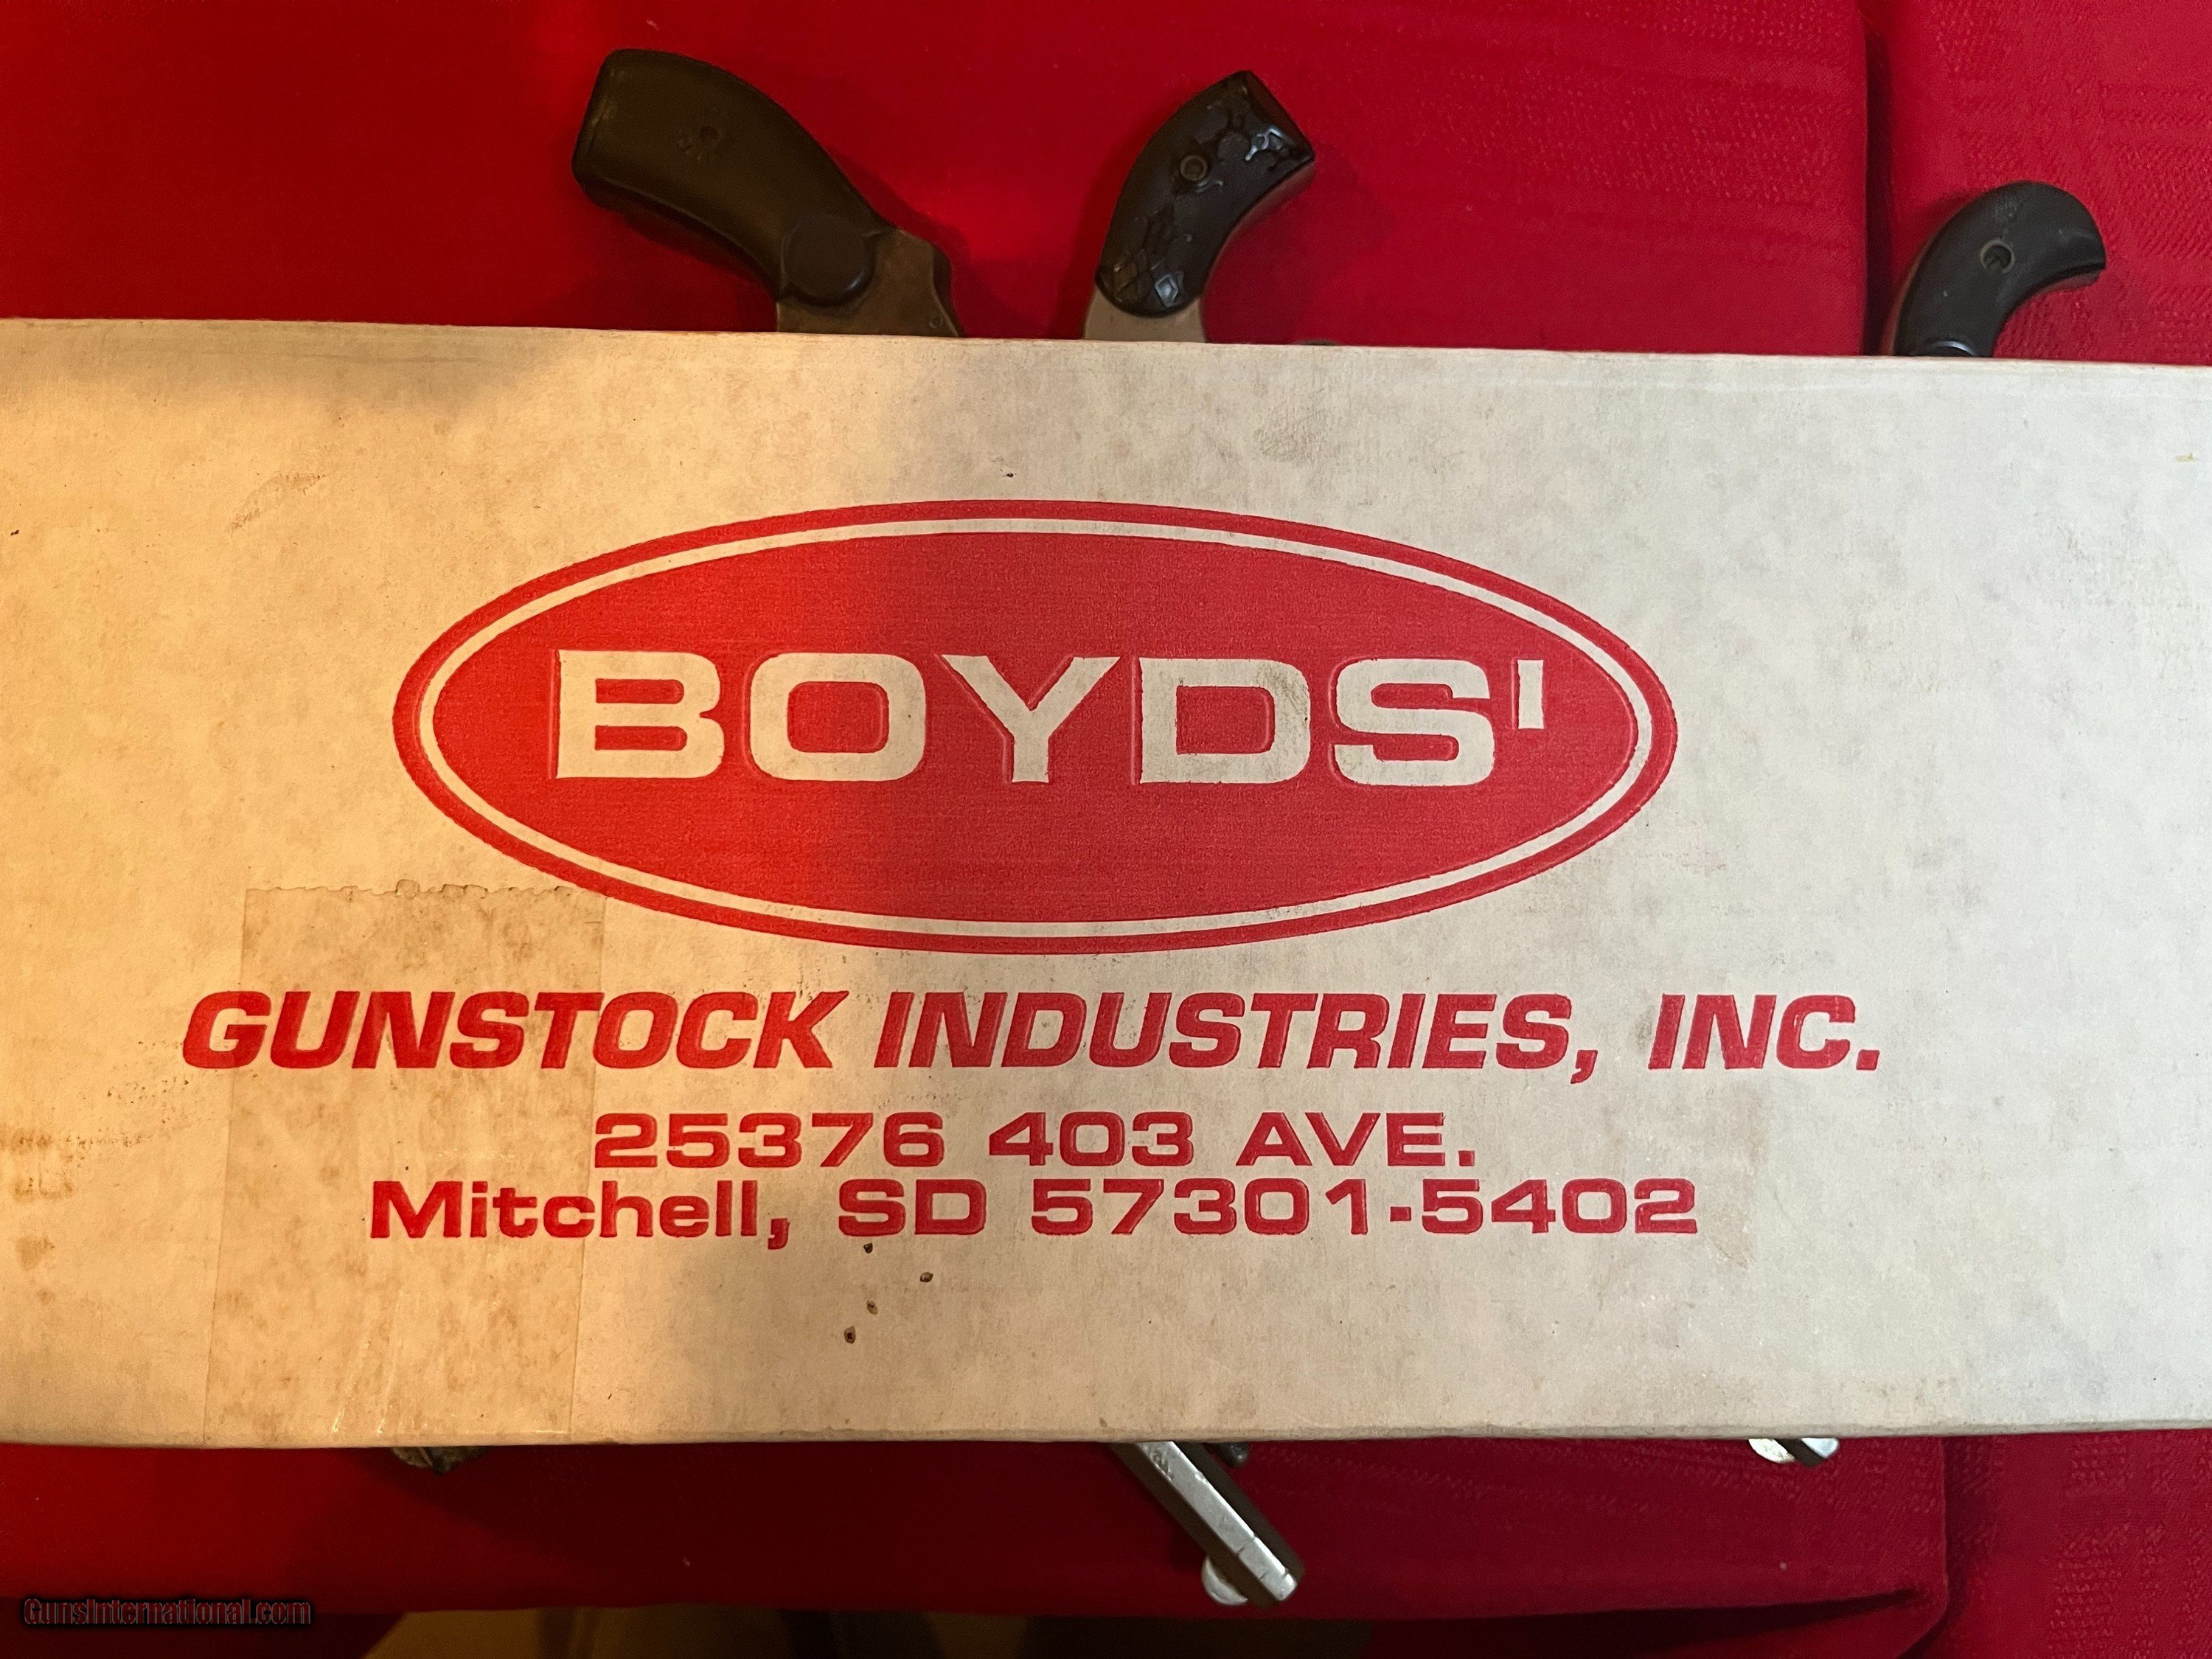 BOYDS'
GUNSTOCK INDUSTRIES, INC.
25376 403 AVE.
Mitchell, SD 57301-5402
GunsInternational.com